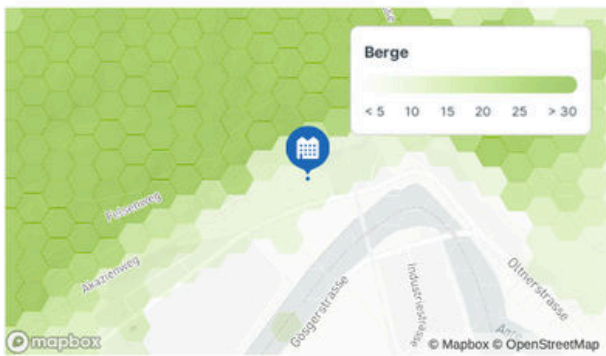 Berge
< 5 10 15 20 25 > 30
Felsenweg
Akazienweg
Gösgerstrasse
Industriestrasse
Oltnerstrasse
mapbox
© Mapbox © OpenStreetMap